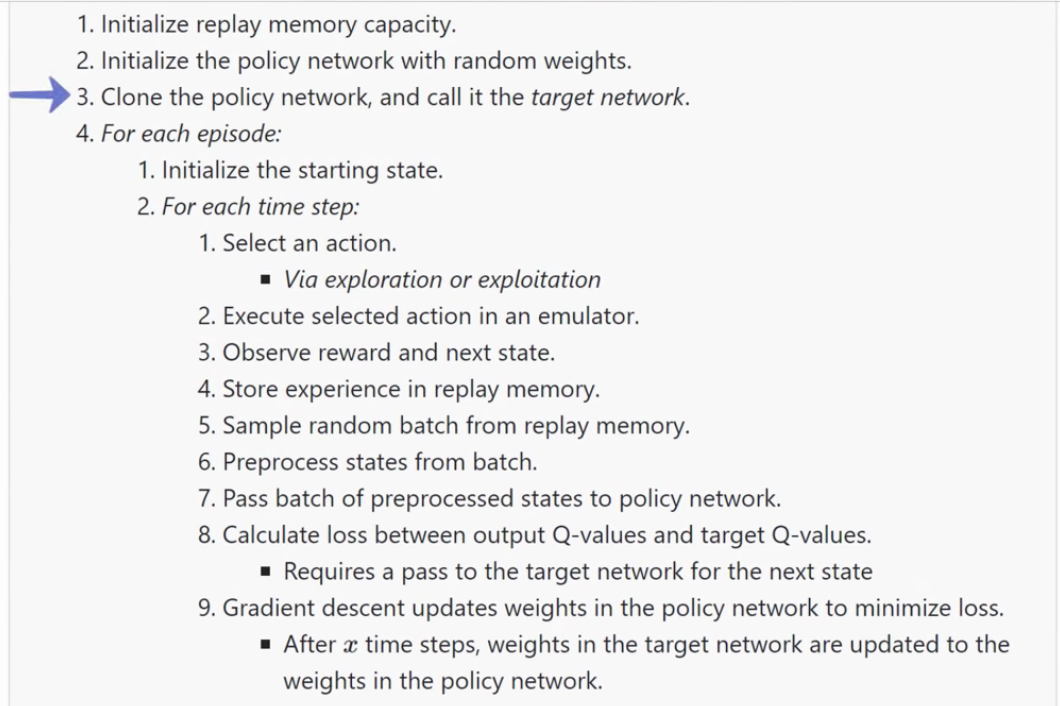 1. Initialize replay memory capacity.
2. Initialize the policy network with random weights.
3. Clone the policy network, and call it the target network.
4. For each episode:
1. Initialize the starting state.
2. For each time step:
1. Select an action.
▪ Via exploration or exploitation
2. Execute selected action in an emulator.
3. Observe reward and next state.
4. Store experience in replay memory.
5. Sample random batch from replay memory.
6. Preprocess states from batch.
7. Pass batch of preprocessed states to policy network.
8. Calculate loss between output Q-values and target Q-values.
▪ Requires a pass to the target network for the next state
9. Gradient descent updates weights in the policy network to minimize loss.
▪ After x time steps, weights in the target network are updated to the
weights in the policy network.